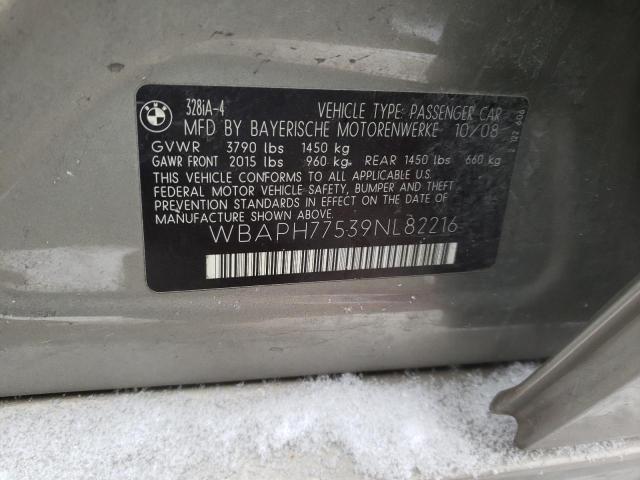 BMW
328iA-4 VEHICLE TYPE: PASSENGER CAR
MFD BY BAYERISCHE MOTORENWERKE 10/08
GVWR 3790 lbs 1450 kg
GAWR FRONT 2015 lbs 960 kg REAR 1450 lbs 660 kg
THIS VEHICLE CONFORMS TO ALL APPLICABLE
FEDERAL MOTOR VEHICLE SAFETY, BUMPER AND THEFT
PREVENTION STANDARDS IN EFFECT ON THE DATE OF
MANUFACTURE SHOWN ABOVE.
WBAPH77539NL82216